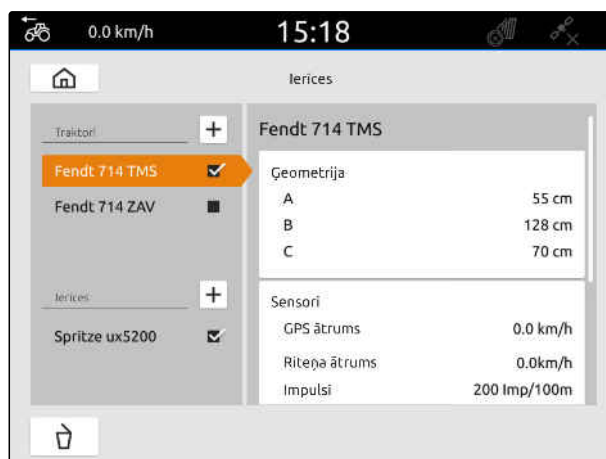 0.0 km/h
15:18
Ierīces
Traktori
Fendt 714 TMS
Fendt 714 ZAV
Ierīces
Spritze ux5200
Fendt 714 TMS
Ģeometrija
A 55 cm
B 128 cm
C 70 cm
Sensori
GPS ātrums 0.0 km/h
Riteņa ātrums 0.0km/h
Impulsi 200 Imp/100m